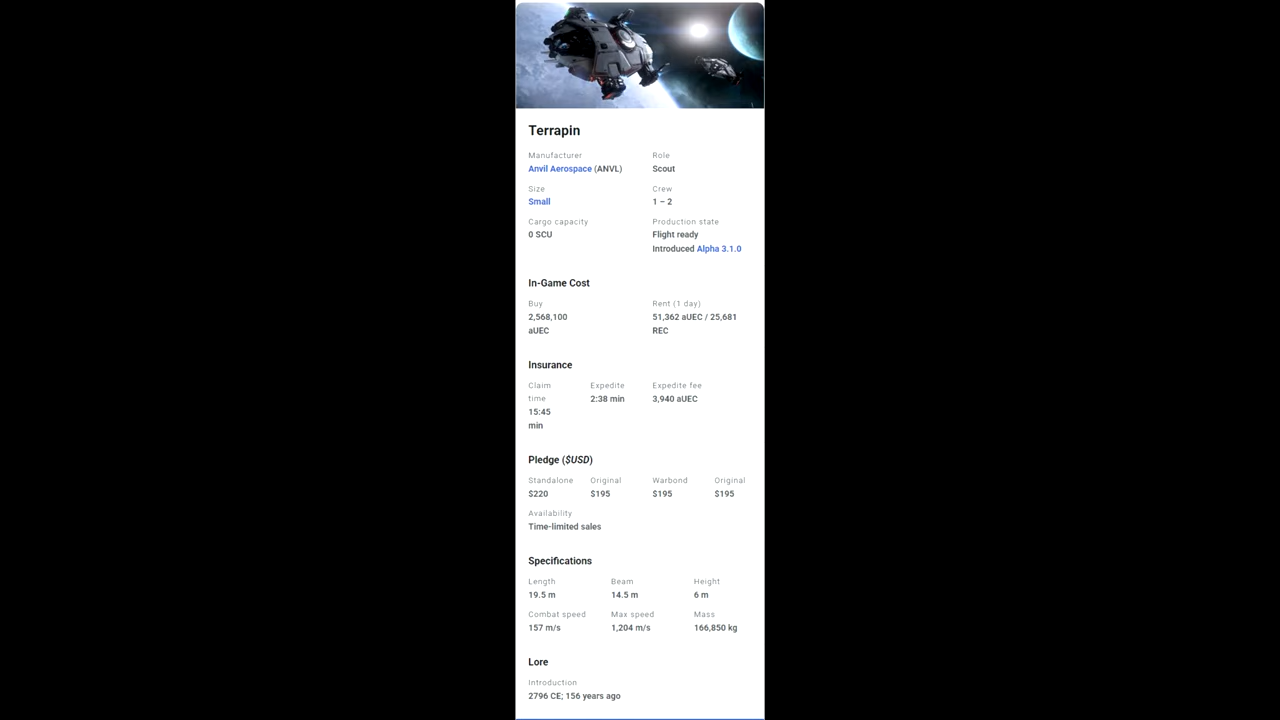 Terrapin
Manufacturer Role
Anvil Aerospace (ANVL) Scout
Size Crew
Small 1 – 2
Cargo capacity Production state
0 SCU Flight ready
Introduced Alpha 3.1.0
In-Game Cost
Buy Rent (1 day)
2,568,100 51,362 aUEC / 25,681
aUEC REC
Insurance
Claim Expedite Expedite fee
time 2:38 min 3,940 aUEC
15:45
min
Pledge ($USD)
Standalone Original Warbond Original
$220 $195 $195 $195
Availability
Time-limited sales
Specifications
Length Beam Height
19.5 m 14.5 m 6 m
Combat speed Max speed Mass
157 m/s 1,204 m/s 166,850 kg
Lore
Introduction
2796 CE; 156 years ago